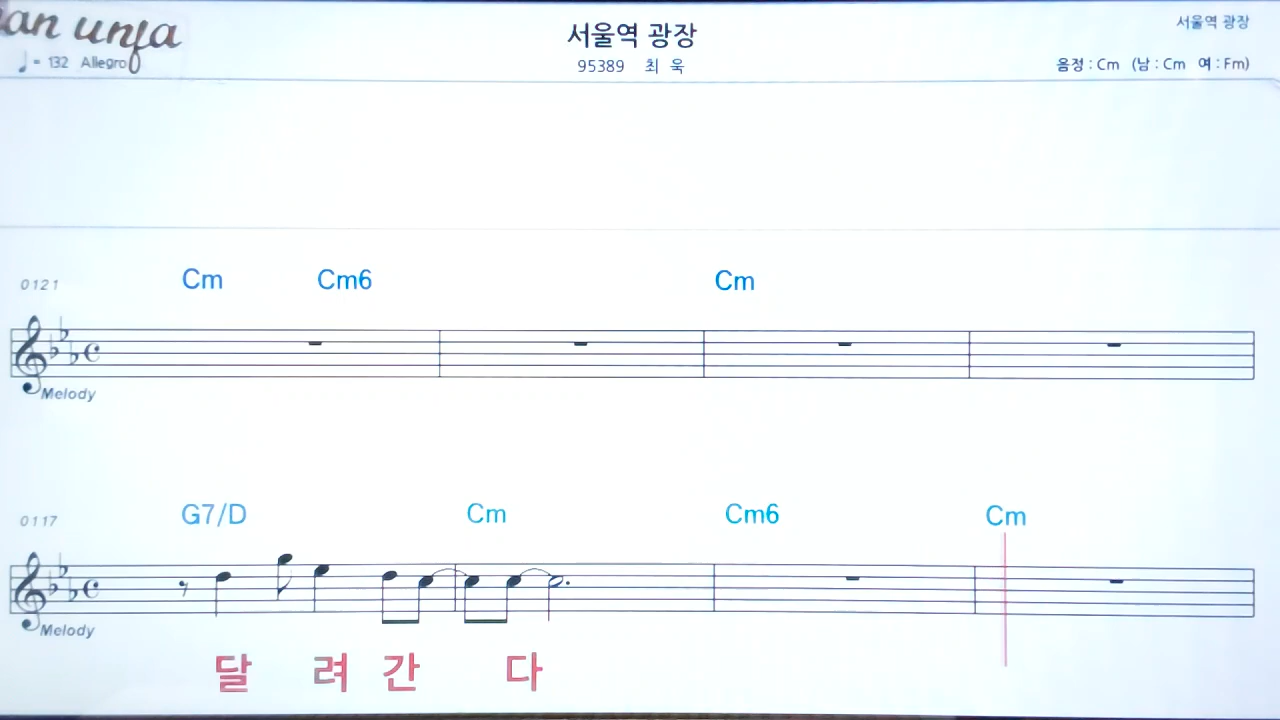 an unja
서울역 광장
서울역 광장
♩ = 132 Allegro
95389 최 욱
음정 : Cm (남 : Cm 여 : Fm)
0121 Cm Cm6 Cm
Melody
0117 G7/D Cm Cm6 Cm
Melody
달 려 간 다